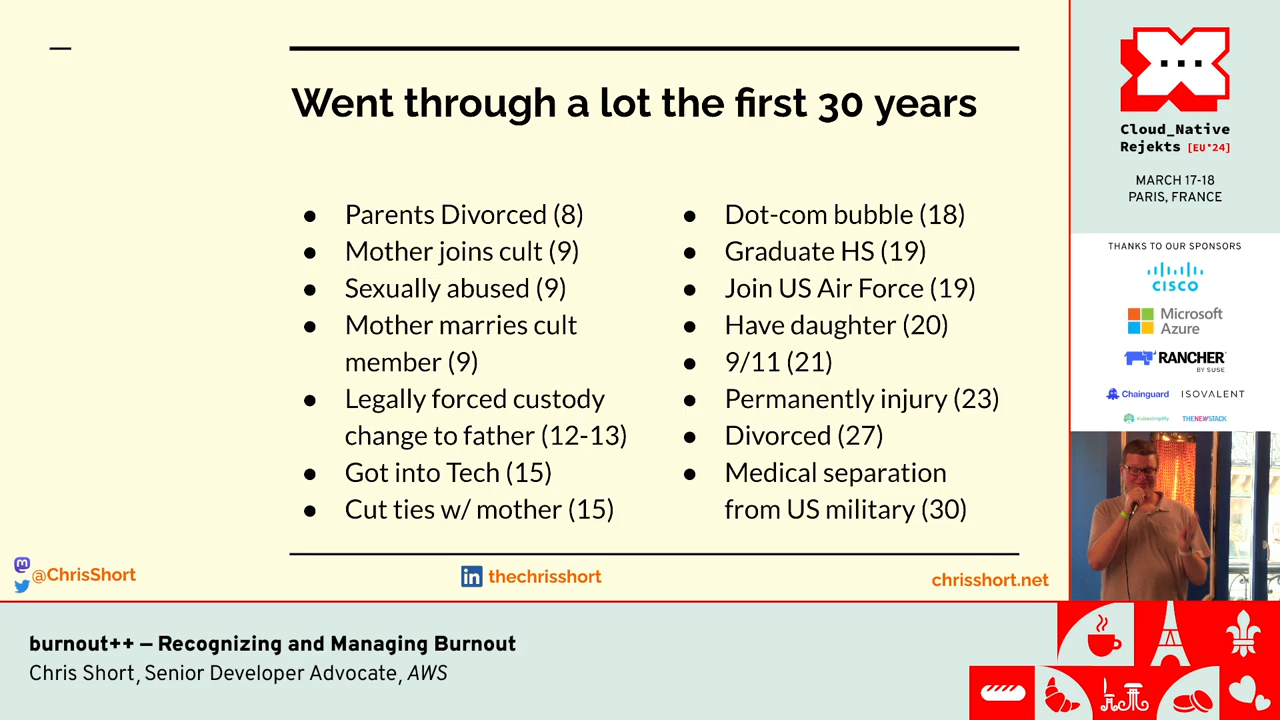 Went through a lot the first 30 years
● Parents Divorced (8)
● Mother joins cult (9)
● Sexually abused (9)
● Mother marries cult
member (9)
● Legally forced custody
change to father (12-13)
● Got into Tech (15)
● Cut ties w/ mother (15)
● Dot-com bubble (18)
● Graduate HS (19)
● Join US Air Force (19)
● Have daughter (20)
● 9/11 (21)
● Permanently injury (23)
● Divorced (27)
● Medical separation
from US military (30)
@ChrisShort
in thechrisshort
chrisshort.net
Cloud_Native
Rejekts [EU'24]
MARCH 17-18
PARIS, FRANCE
THANKS TO OUR SPONSORS
CISCO
Microsoft
Azure
RANCHER
BY SUSE
Chainguard
ISOVALENT
kubesimplify
THENEWSTACK
burnout++ – Recognizing and Managing Burnout
Chris Short, Senior Developer Advocate, AWS